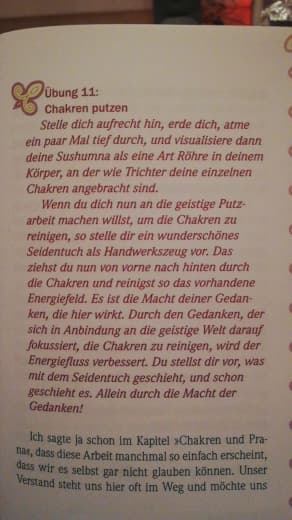 Übung 11:
Chakren putzen
Stelle dich aufrecht hin, erde dich, atme
ein paar Mal tief durch, und visualisiere dann
deine Sushumna als eine Art Röhre in deinem
Körper, an der wie Trichter deine einzelnen
Chakren angebracht sind.
Wenn du dich nun an die geistige Putz-
arbeit machen willst, um die Chakren zu
reinigen, so stelle dir ein wunderschönes
Seidentuch als Handwerkszeug vor. Das
ziehst du nun von vorne nach hinten durch
die Chakren und reinigst so das vorhandene
Energiefeld. Es ist die Macht deiner Gedan-
ken, die hier wirkt. Durch den Gedanken, der
sich in Anbindung an die geistige Welt darauf
fokussiert, die Chakren zu reinigen, wird der
Energiefluss verbessert. Du stellst dir vor, was
mit dem Seidentuch geschieht, und schon
geschieht es. Allein durch die Macht der
Gedanken!
Ich sagte ja schon im Kapitel »Chakren und Pra-
na«, dass diese Arbeit manchmal so einfach erscheint,
dass wir es selbst gar nicht glauben können. Unser
Verstand steht uns hier oft im Weg und möchte uns